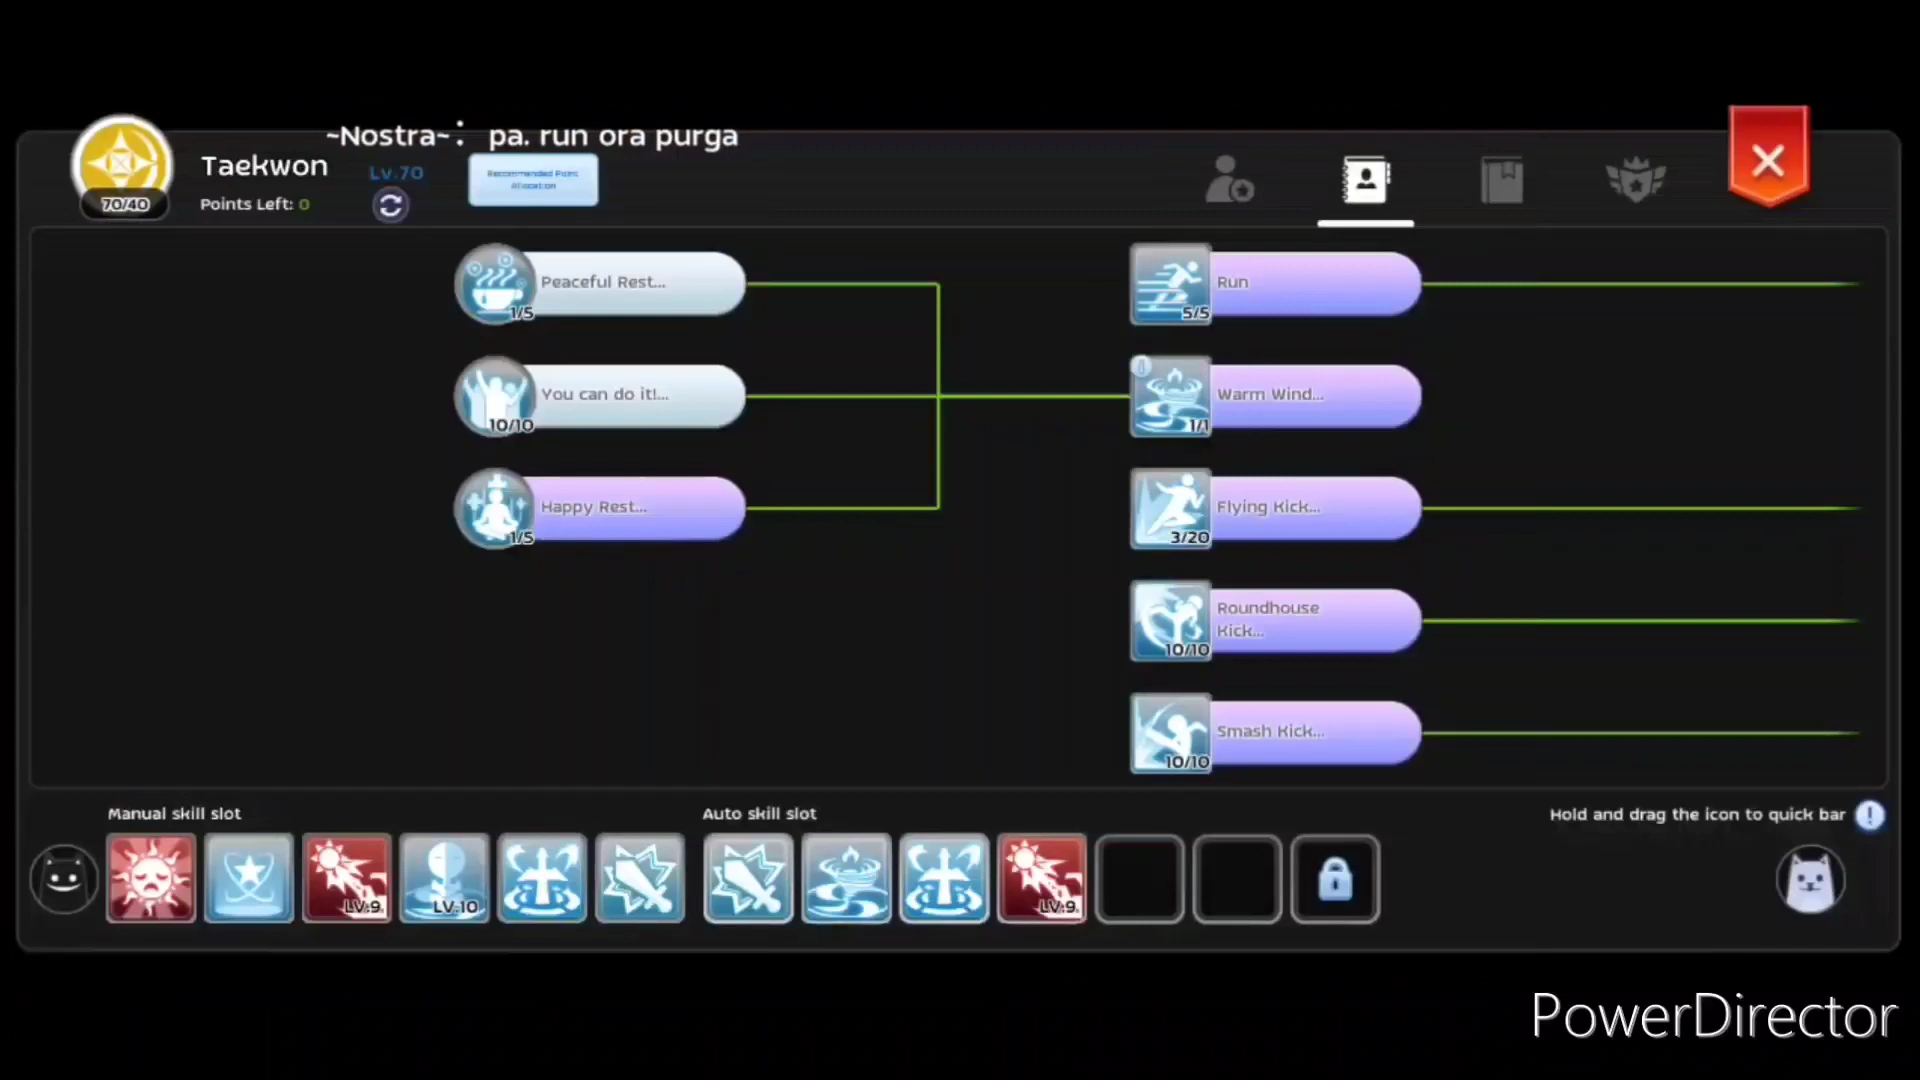 ~Nostra~: pa. run ora purga
Taekwon
Lv.70
Recommended Point
Allocation
70/40
Points Left: 0
Peaceful Rest...
1/5
Run
5/5
You can do it!...
10/10
Warm Wind...
1/1
Happy Rest...
1/5
Flying Kick...
3/20
Roundhouse
Kick...
10/10
Smash Kick...
10/10
Manual skill slot
Auto skill slot
Hold and drag the icon to quick bar
LV:9
LV:10
LV:9
PowerDirector